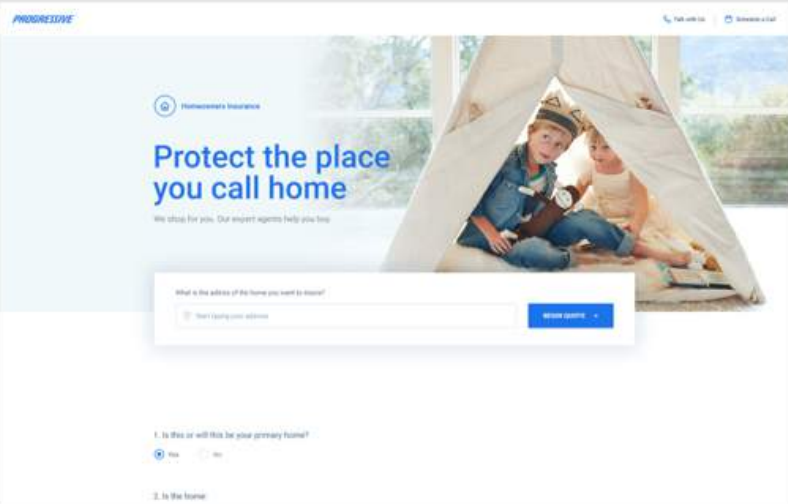 PROGRESSIVE
Talk with Us
Schedule a Call
Homeowners Insurance
Protect the place
you call home
We shop for you. Our expert agents help you buy.
What is the address of the home you want to insure?
Start typing your address
BEGIN QUOTE
1. Is this or will this be your primary home?
Yes
No
2. Is the home: